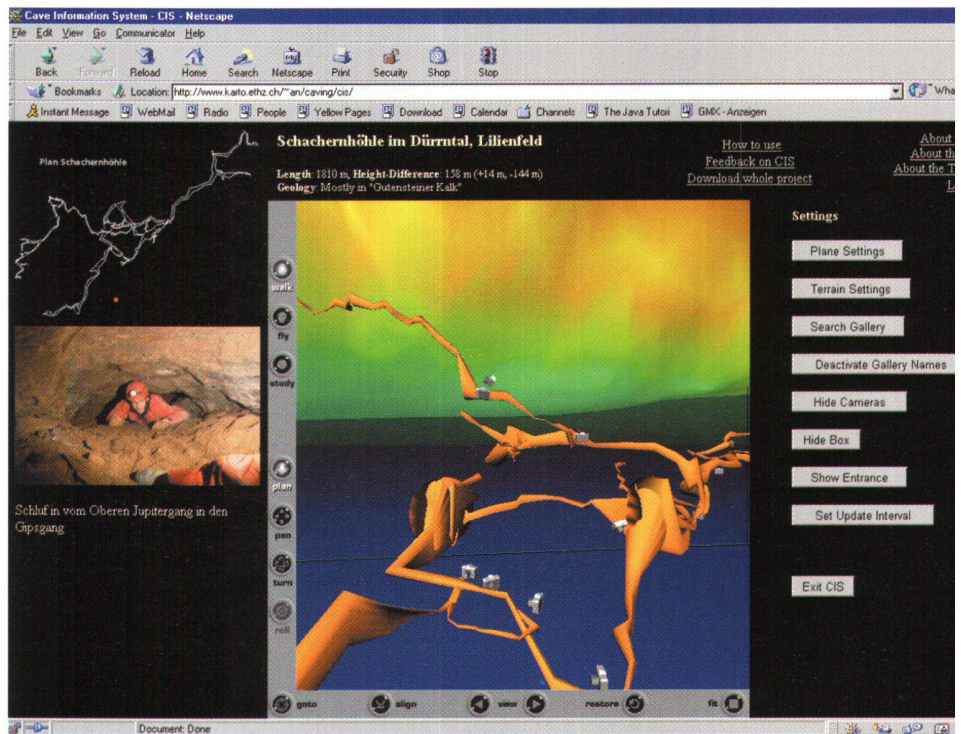 Cave Information System - CIS - Netscape
File Edit View Go Communicator Help
Back Forward Reload Home Search Netscape Print Security Shop Stop
Bookmarks Location: http://www.karto.ethz.ch/~an/caving/cis/
Instant Message WebMail Radio People Yellow Pages Download Calendar Channels The Java Tutori GMX - Anzeigen
Plan Schachernhöhle
Schachernhöhle im Dürrntal, Lilienfeld
Length: 1810 m, Height-Difference: 158 m (+14 m, -144 m)
Geology: Mostly in "Gutensteiner Kalk"
How to use
Feedback on CIS
Download whole project
About
About th
About the T
L
Settings
Plane Settings
Terrain Settings
Search Gallery
Deactivate Gallery Names
Hide Cameras
Hide Box
Show Entrance
Set Update Interval
Exit CIS
walk
fly
study
plan
pan
turn
roll
Schluf in vom Oberen Jupitergang in den
Gipsgang
goto align view restore fit
Document: Done